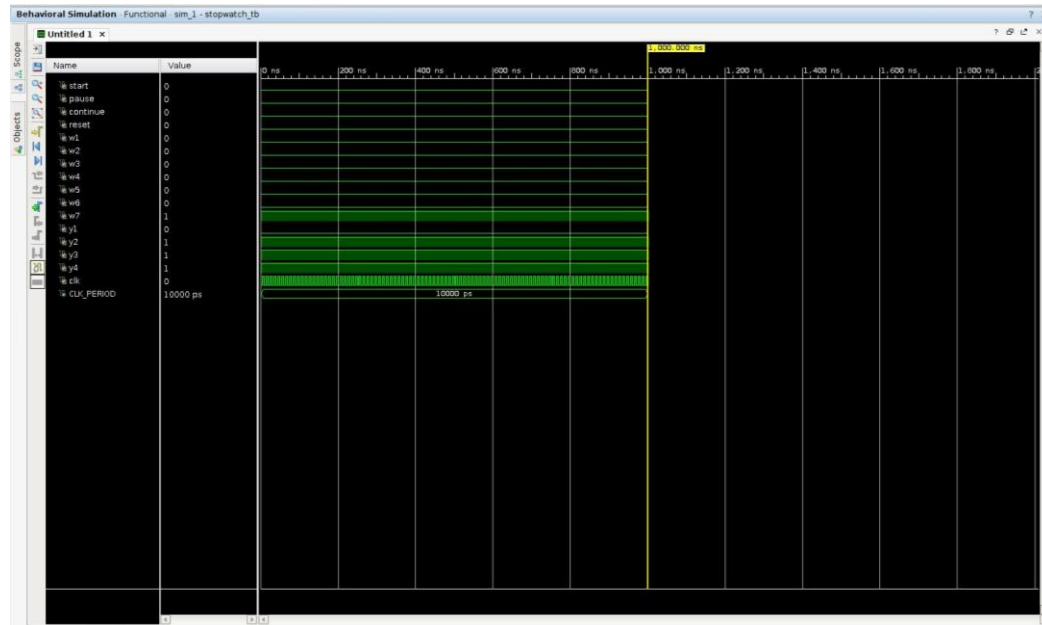 Behavioral Simulation - Functional - sim_1 - stopwatch_tb
?
Untitled 1
?
Scope
Objects
1,000.000 ns
Name Value
0 ns 200 ns 400 ns 600 ns 800 ns 1,000 ns 1,200 ns 1,400 ns 1,600 ns 1,800 ns 2
start 0
pause 0
continue 0
reset 0
w1 0
w2 0
w3 0
w4 0
w5 0
w6 0
w7 1
y1 0
y2 1
y3 1
y4 1
clk 0
CLK_PERIOD 10000 ps 10000 ps